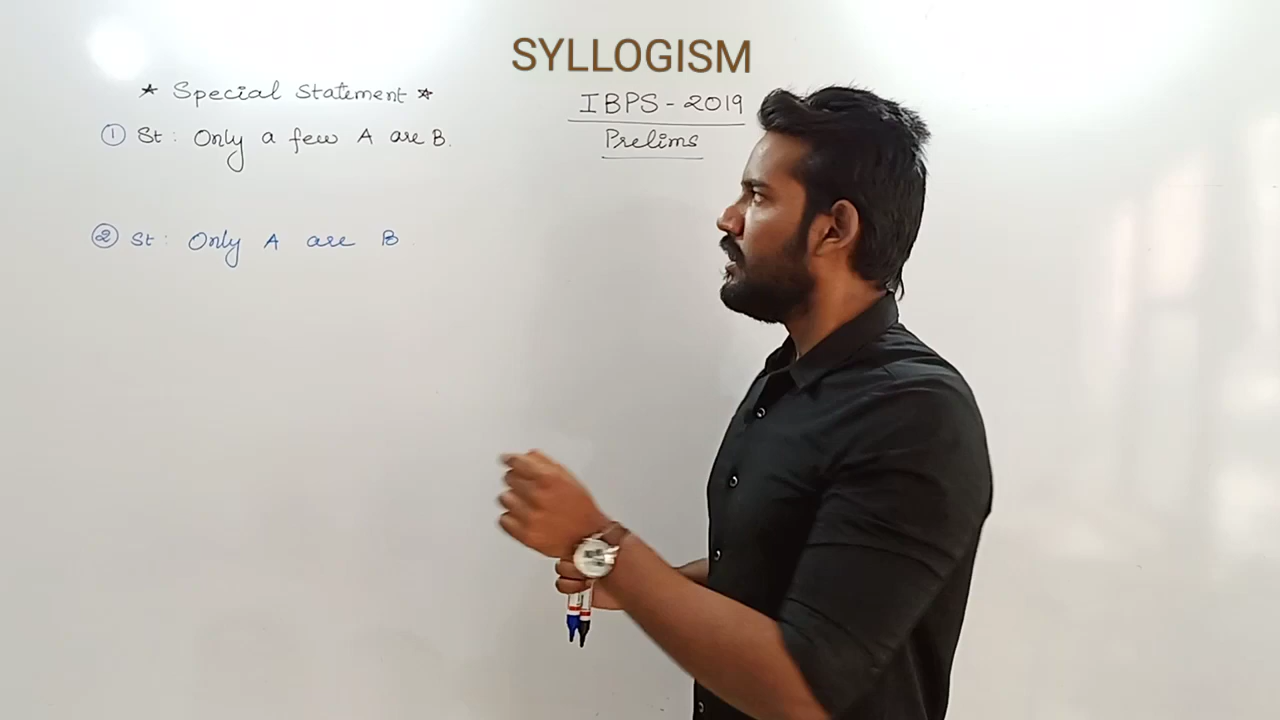 SYLLOGISM
★ Special Statement ★
IBPS - 2019
Prelims
① St : Only a few A are B.
② St : Only A are B